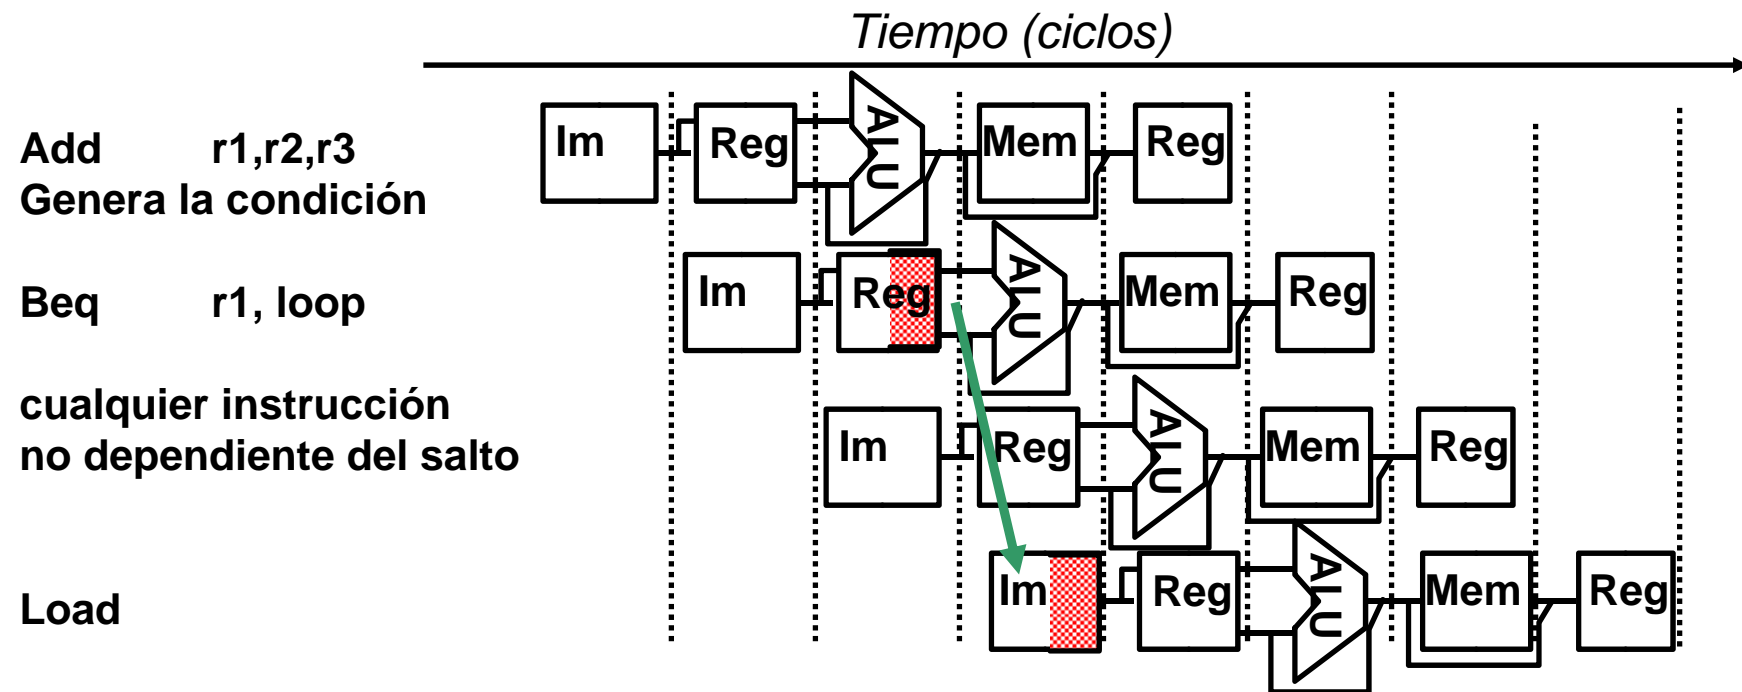 Tiempo (ciclos)
Add r1,r2,r3
Genera la condición
Im Reg ALU Mem Reg
Beq r1, loop
Im Reg ALU Mem Reg
cualquier instrucción
no dependiente del salto
Im Reg ALU Mem Reg
Load
Im Reg ALU Mem Reg